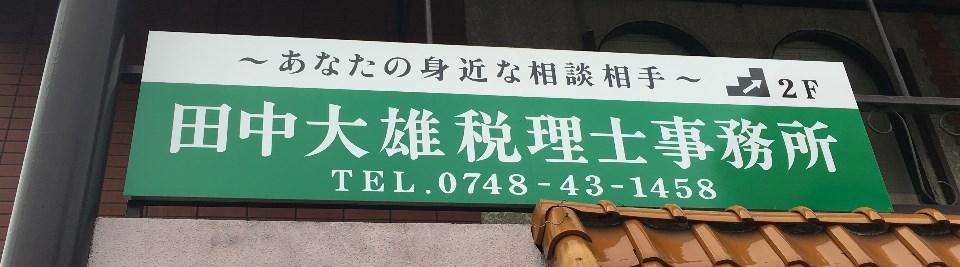 ～あなたの身近な相談相手～ 2F
田中大雄税理士事務所
TEL.0748-43-1458